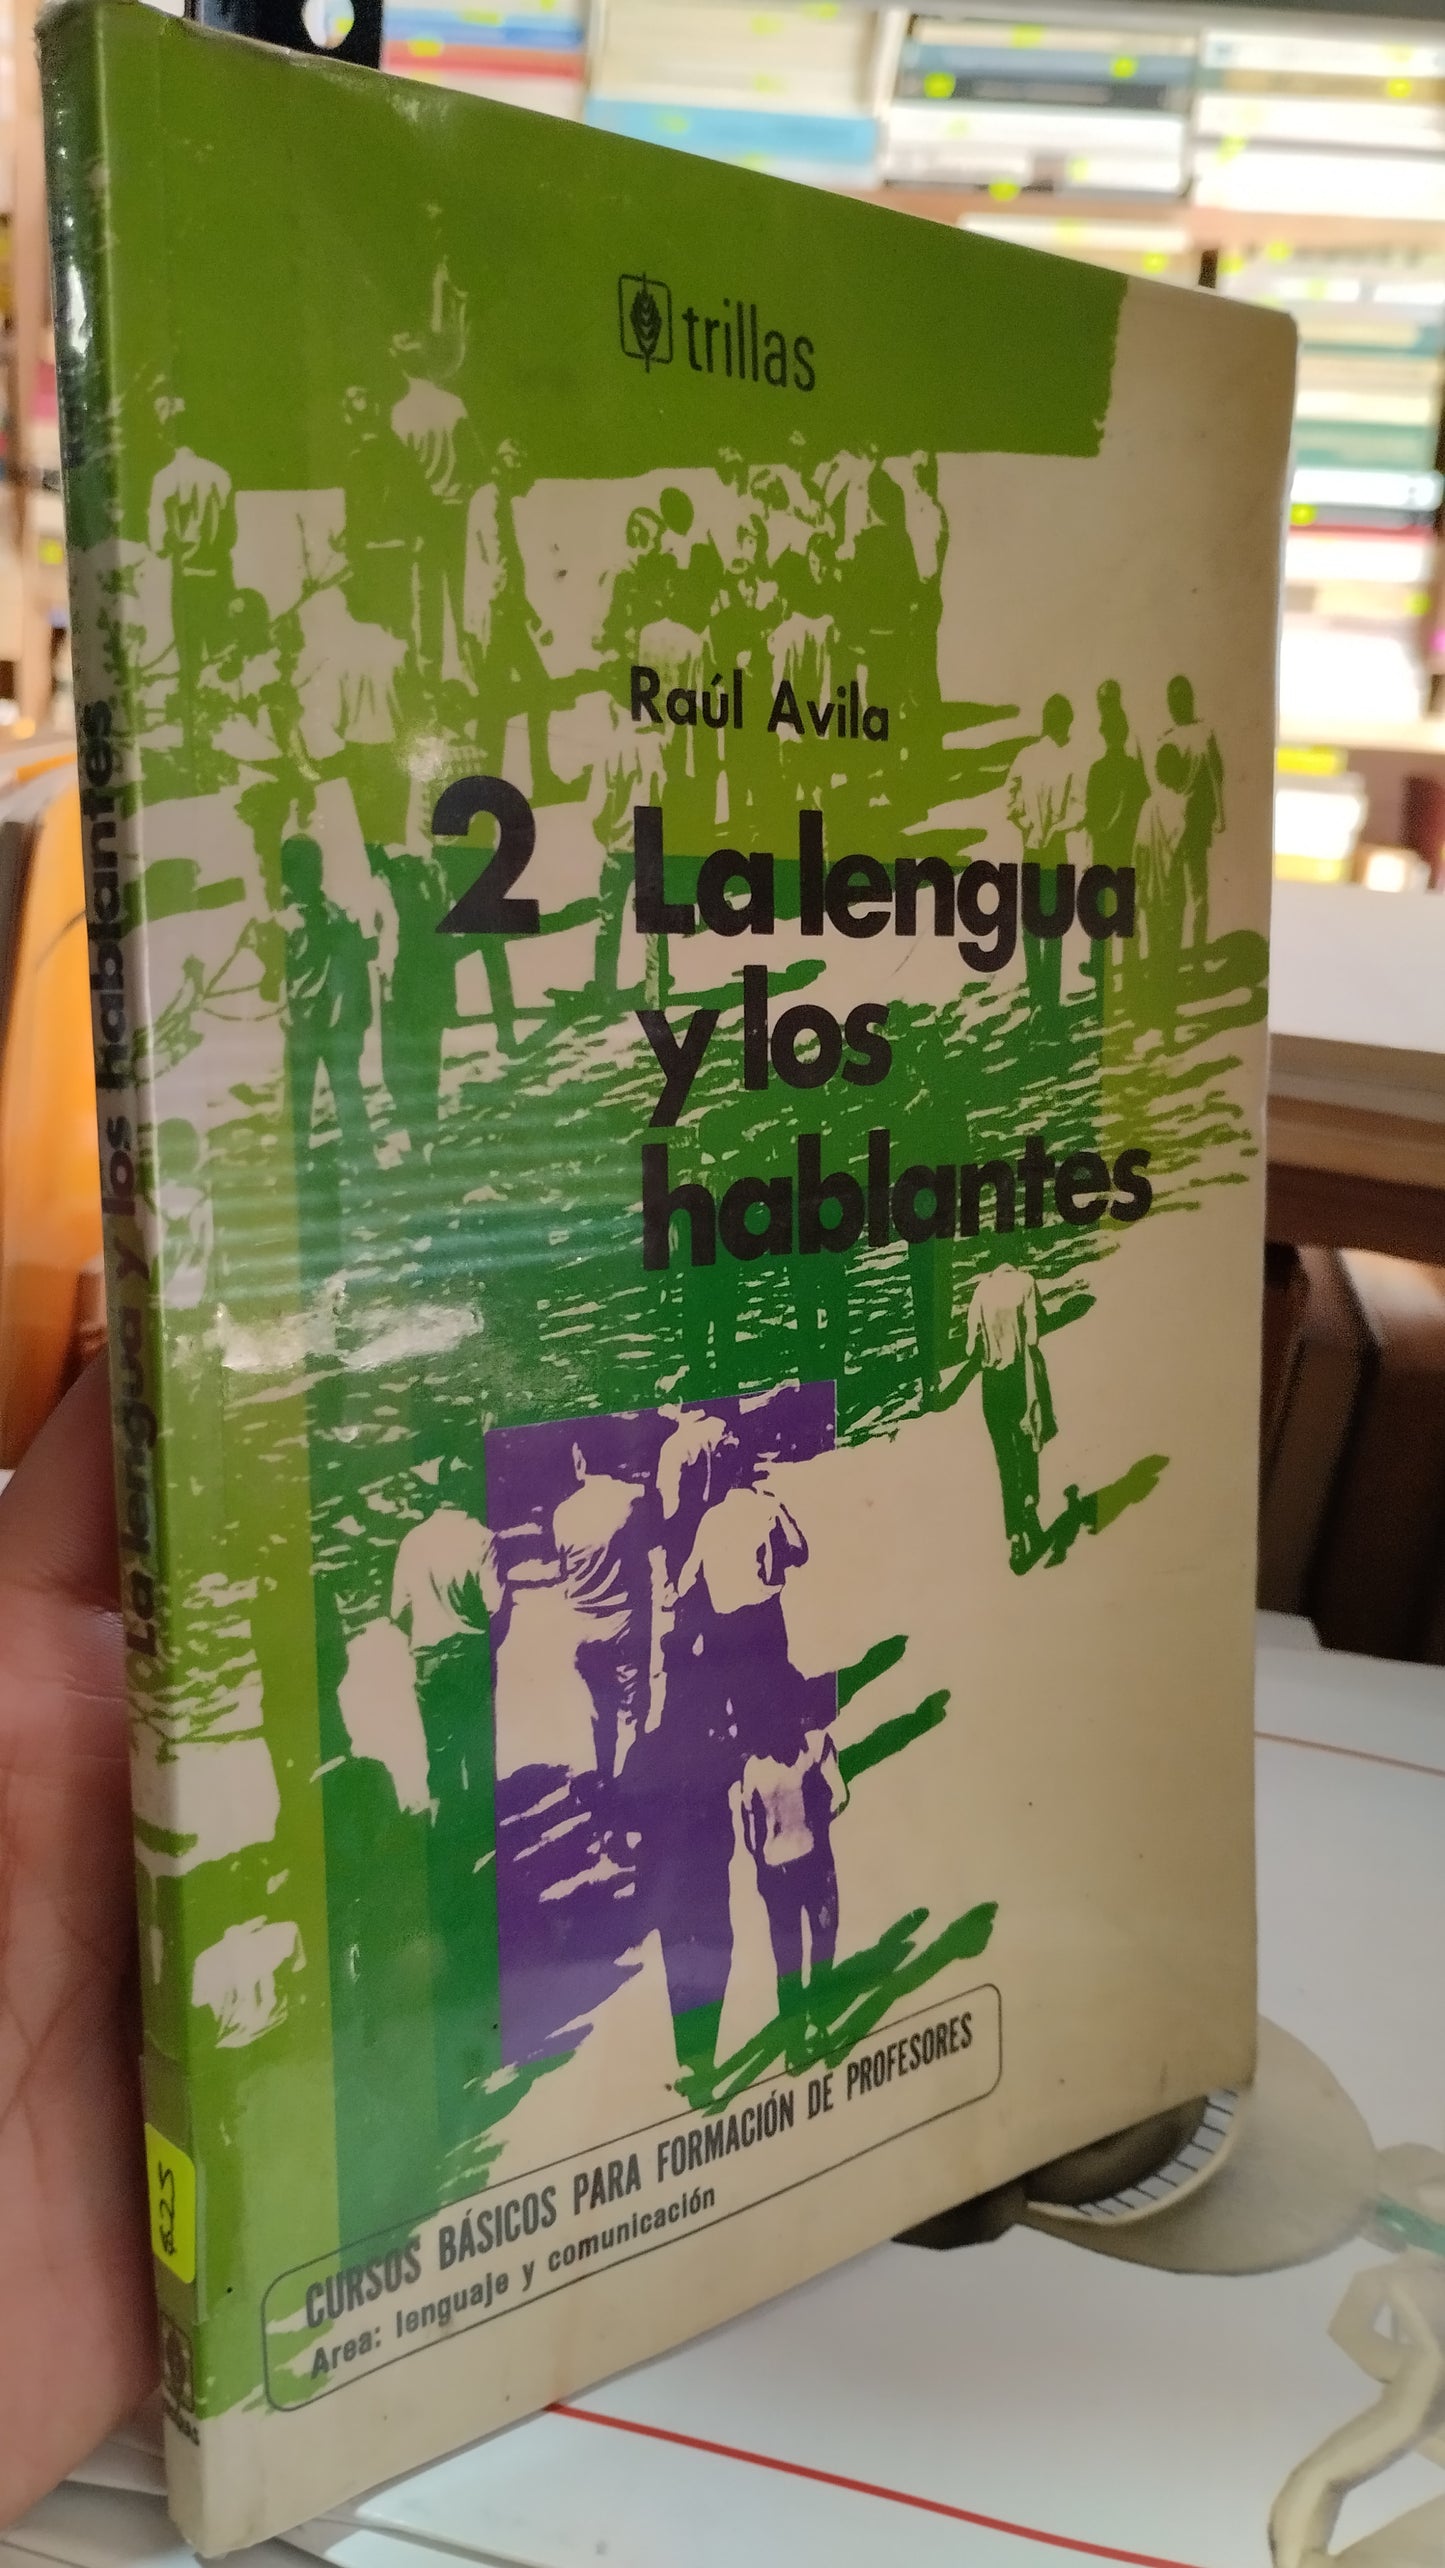 trillas
Raúl Avila
2 La lengua
y los
hablantes
CURSOS BÁSICOS PARA FORMACIÓN DE PROFESORES
Area: lenguaje y comunicación
La lengua y los hablantes
$25